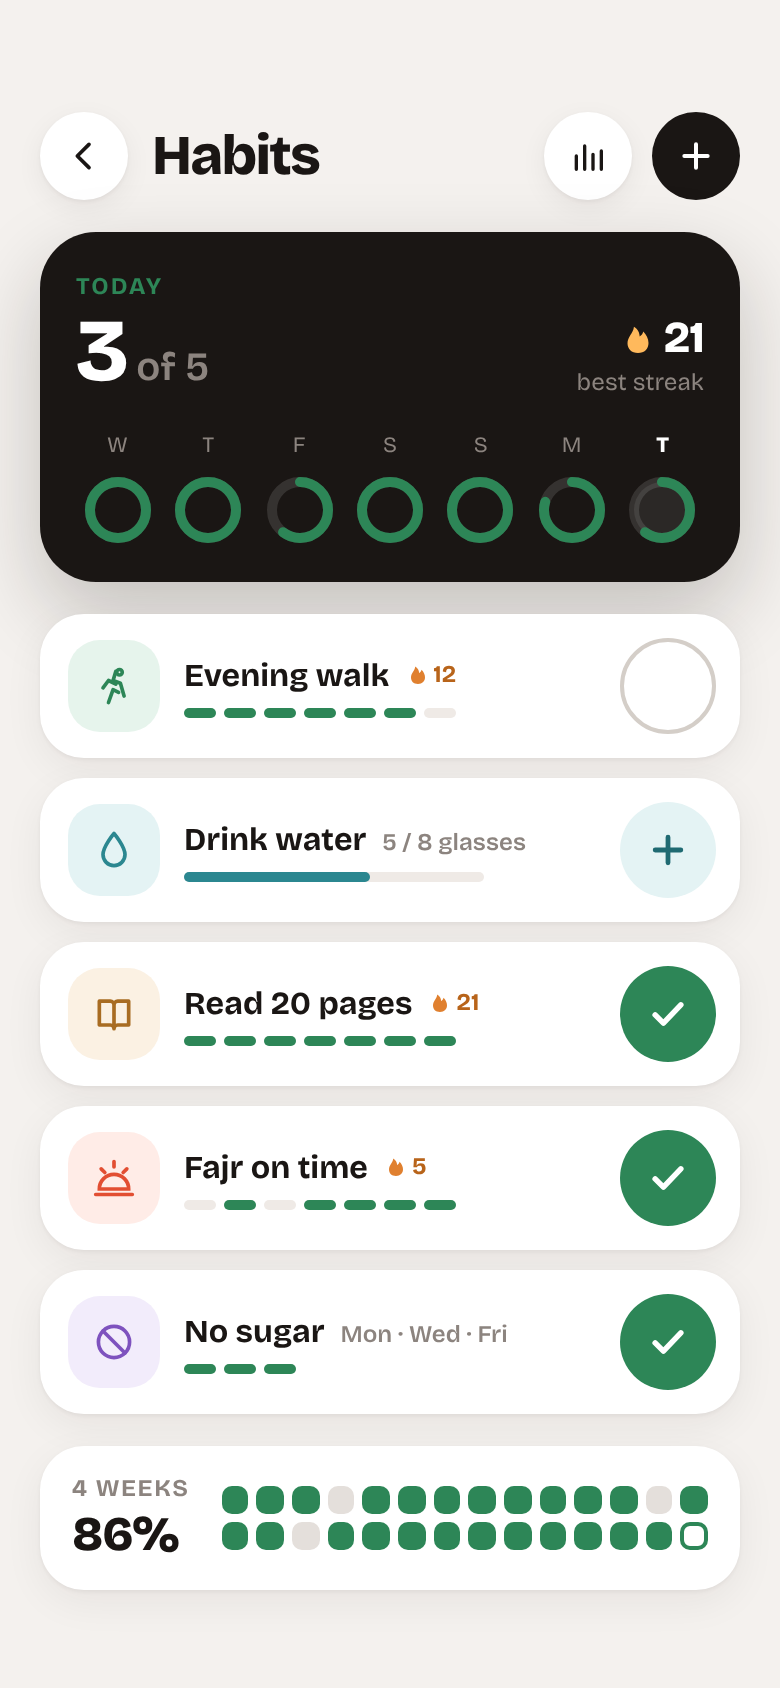 Habits
TODAY
3 of 5
21
best streak
W T F S S M T
Evening walk 12
Drink water 5 / 8 glasses
Read 20 pages 21
Fajr on time 5
No sugar Mon · Wed · Fri
4 WEEKS
86%